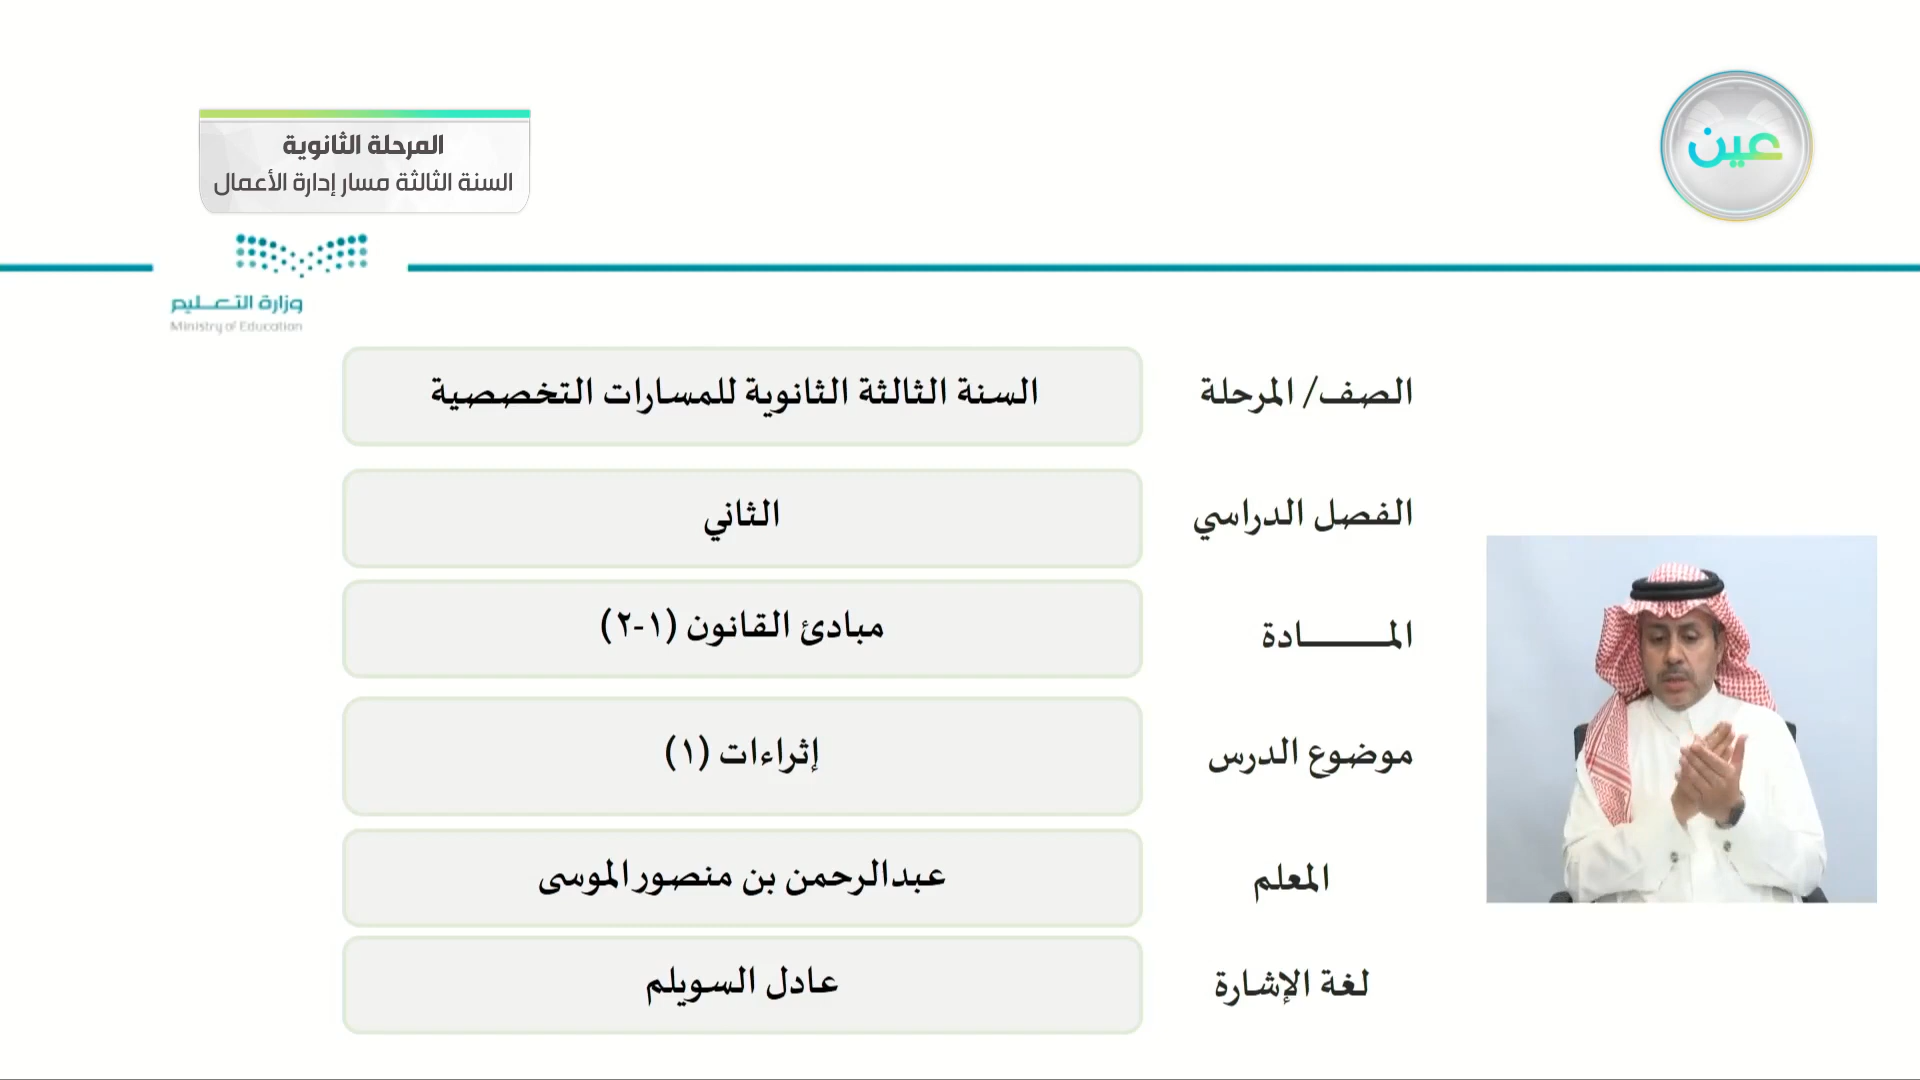 المرحلة الثانوية
السنة الثالثة مسار إدارة الأعمال
عين
وزارة التعـــليم
Ministry of Education
الصف/ المرحلة
السنة الثالثة الثانوية للمسارات التخصصية
الفصل الدراسي
الثاني
المـــــــــادة
مبادئ القانون (١-٢)
موضوع الدرس
إثراءات (١)
المعلم
عبدالرحمن بن منصور الموسى
لغة الإشارة
عادل السويلم